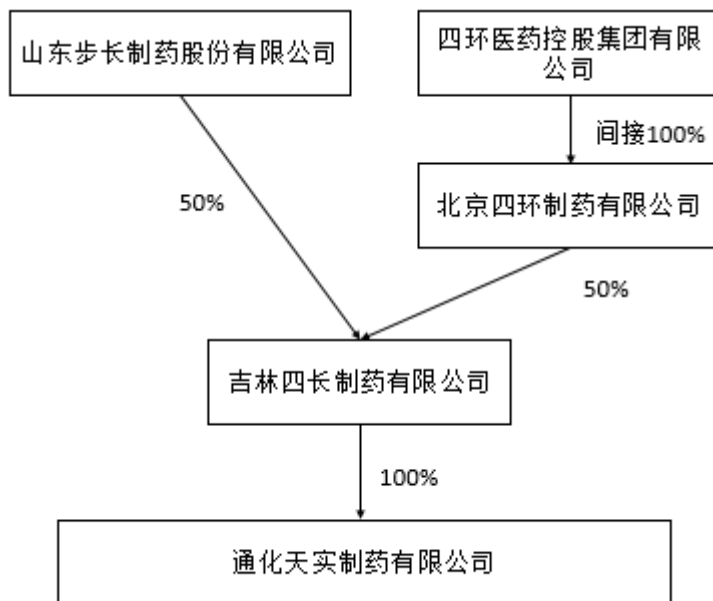 山东步长制药股份有限公司
四环医药控股集团有限
公司
间接100%
50%
北京四环制药有限公司
50%
吉林四长制药有限公司
100%
通化天实制药有限公司